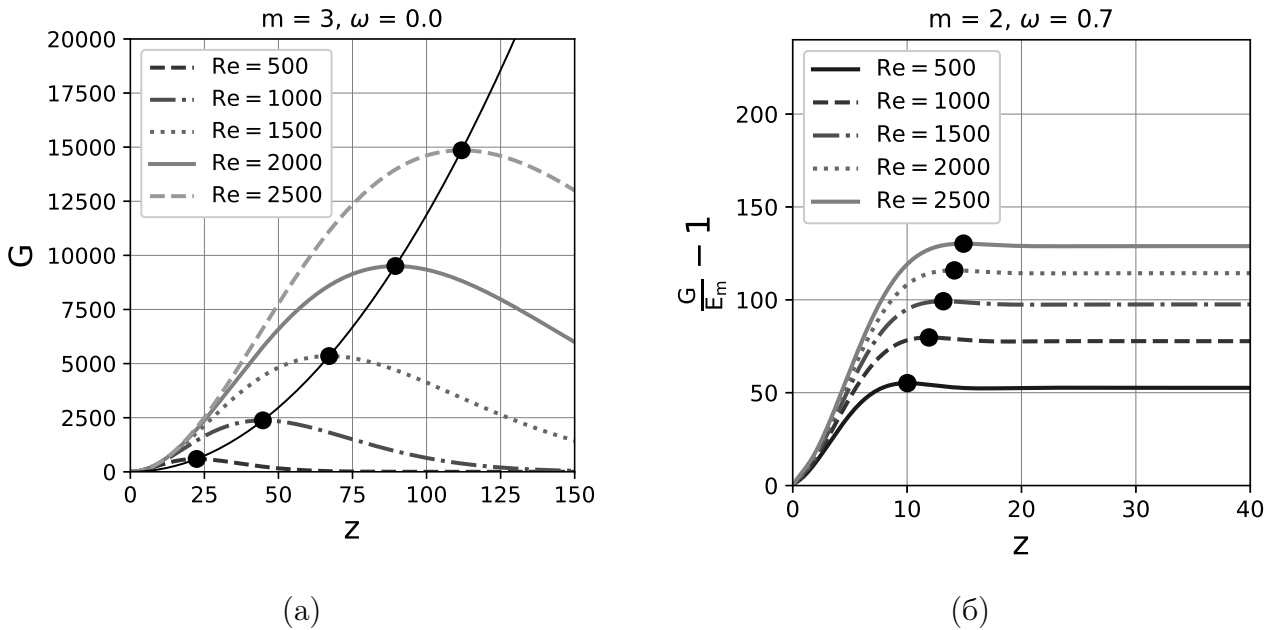 m = 3, ω = 0.0
20000
17500
15000
12500
10000
7500
5000
2500
0
G
Re = 500
Re = 1000
Re = 1500
Re = 2000
Re = 2500
0 25 50 75 100 125 150
z
(а)
m = 2, ω = 0.7
200
150
100
50
0
G/E_m − 1
Re = 500
Re = 1000
Re = 1500
Re = 2000
Re = 2500
0 10 20 30 40
z
(б)